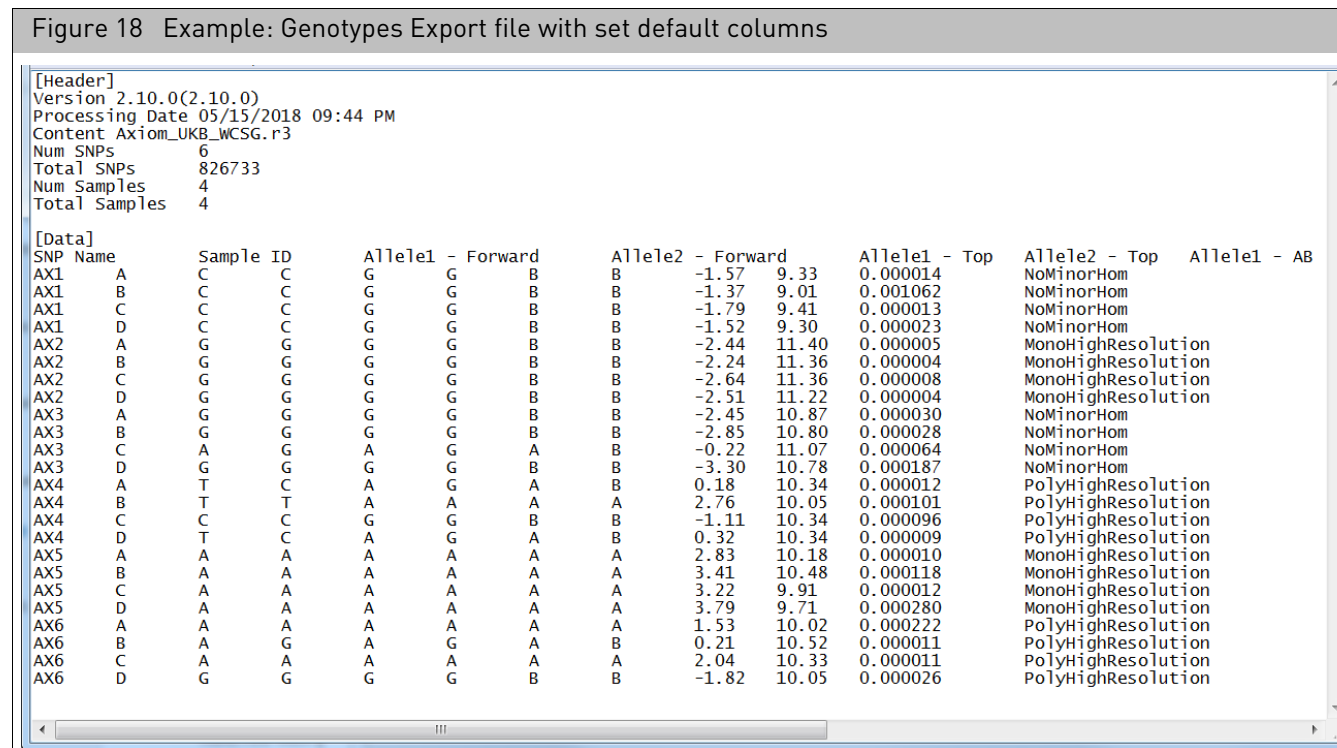 Figure 18 Example: Genotypes Export file with set default columns
[Header]
Version 2.10.0(2.10.0)
Processing Date 05/15/2018 09:44 PM
Content Axiom_UKB_WCSG.r3
Num SNPs 6
Total SNPs 826733
Num Samples 4
Total Samples 4
[Data]
SNP Name Sample ID Allele1 - Forward Allele2 - Forward Allele1 - Top Allele2 - Top Allele1 - AB
AX1 A C C G G B B -1.57 9.33 0.000014 NoMinorHom
AX1 B C C G G B B -1.37 9.01 0.001062 NoMinorHom
AX1 C C C G G B B -1.79 9.41 0.000013 NoMinorHom
AX1 D C C G G B B -1.52 9.30 0.000023 NoMinorHom
AX2 A G G G G B B -2.44 11.40 0.000005 MonoHighResolution
AX2 B G G G G B B -2.24 11.36 0.000004 MonoHighResolution
AX2 C G G G G B B -2.64 11.36 0.000008 MonoHighResolution
AX2 D G G G G B B -2.51 11.22 0.000004 MonoHighResolution
AX3 A G G G G B B -2.45 10.87 0.000030 NoMinorHom
AX3 B G G G G B B -2.85 10.80 0.000028 NoMinorHom
AX3 C A G A G A B -0.22 11.07 0.000064 NoMinorHom
AX3 D G G G G B B -3.30 10.78 0.000187 NoMinorHom
AX4 A T C A G A B 0.18 10.34 0.000012 PolyHighResolution
AX4 B T T A A A A 2.76 10.05 0.000101 PolyHighResolution
AX4 C C C G G B B -1.11 10.34 0.000096 PolyHighResolution
AX4 D T C A G A B 0.32 10.34 0.000009 PolyHighResolution
AX5 A A A A A A A 2.83 10.18 0.000010 MonoHighResolution
AX5 B A A A A A A 3.41 10.48 0.000118 MonoHighResolution
AX5 C A A A A A A 3.22 9.91 0.000012 MonoHighResolution
AX5 D A A A A A A 3.79 9.71 0.000280 MonoHighResolution
AX6 A A A A A A A 1.53 10.02 0.000222 PolyHighResolution
AX6 B A G A G A B 0.21 10.52 0.000011 PolyHighResolution
AX6 C A A A A A A 2.04 10.33 0.000011 PolyHighResolution
AX6 D G G G G B B -1.82 10.05 0.000026 PolyHighResolution